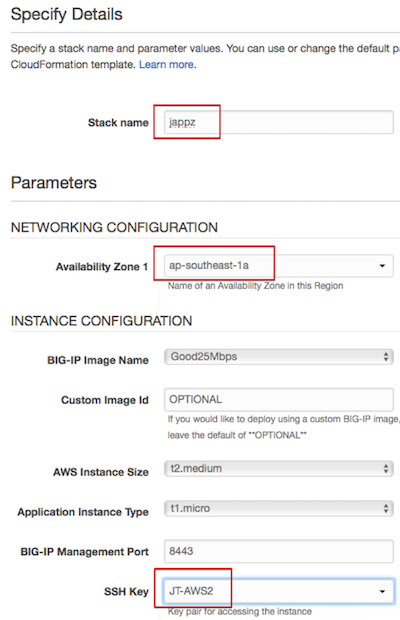 Specify Details
Specify a stack name and parameter values. You can use or change the default
CloudFormation template. Learn more.
Stack name
jappz
Parameters
NETWORKING CONFIGURATION
Availability Zone 1
ap-southeast-1a
Name of an Availability Zone in this Region
INSTANCE CONFIGURATION
BIG-IP Image Name
Good25Mbps
Custom Image Id
OPTIONAL
If you would like to deploy using a custom BIG-IP image,
leave the default of **OPTIONAL**
AWS Instance Size
t2.medium
Application Instance Type
t1.micro
BIG-IP Management Port
8443
SSH Key
JT-AWS2
Key pair for accessing the instance